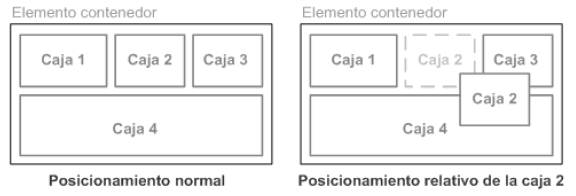 Elemento contenedor
Caja 1 Caja 2 Caja 3
Caja 4
Posicionamiento normal
Elemento contenedor
Caja 1 Caja 2 Caja 3
Caja 2
Caja 4
Posicionamiento relativo de la caja 2